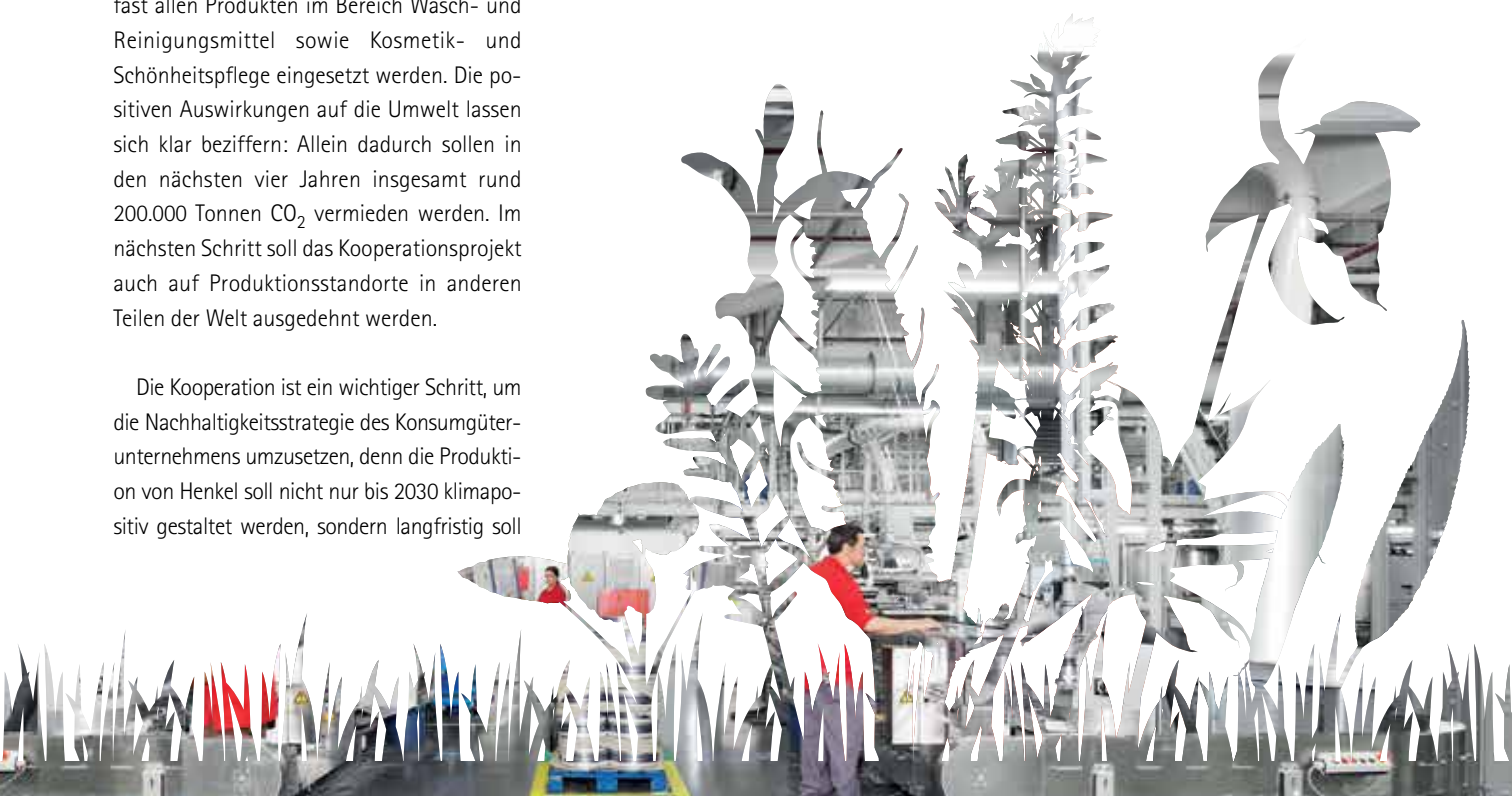 fast allen Produkten im Bereich Wasch- und
Reinigungsmittel sowie Kosmetik- und
Schönheitspflege eingesetzt werden. Die po-
sitiven Auswirkungen auf die Umwelt lassen
sich klar beziffern: Allein dadurch sollen in
den nächsten vier Jahren insgesamt rund
200.000 Tonnen CO₂ vermieden werden. Im
nächsten Schritt soll das Kooperationsprojekt
auch auf Produktionsstandorte in anderen
Teilen der Welt ausgedehnt werden.
Die Kooperation ist ein wichtiger Schritt, um
die Nachhaltigkeitsstrategie des Konsumgüter-
unternehmens umzusetzen, denn die Produkti-
on von Henkel soll nicht nur bis 2030 klimapo-
sitiv gestaltet werden, sondern langfristig soll